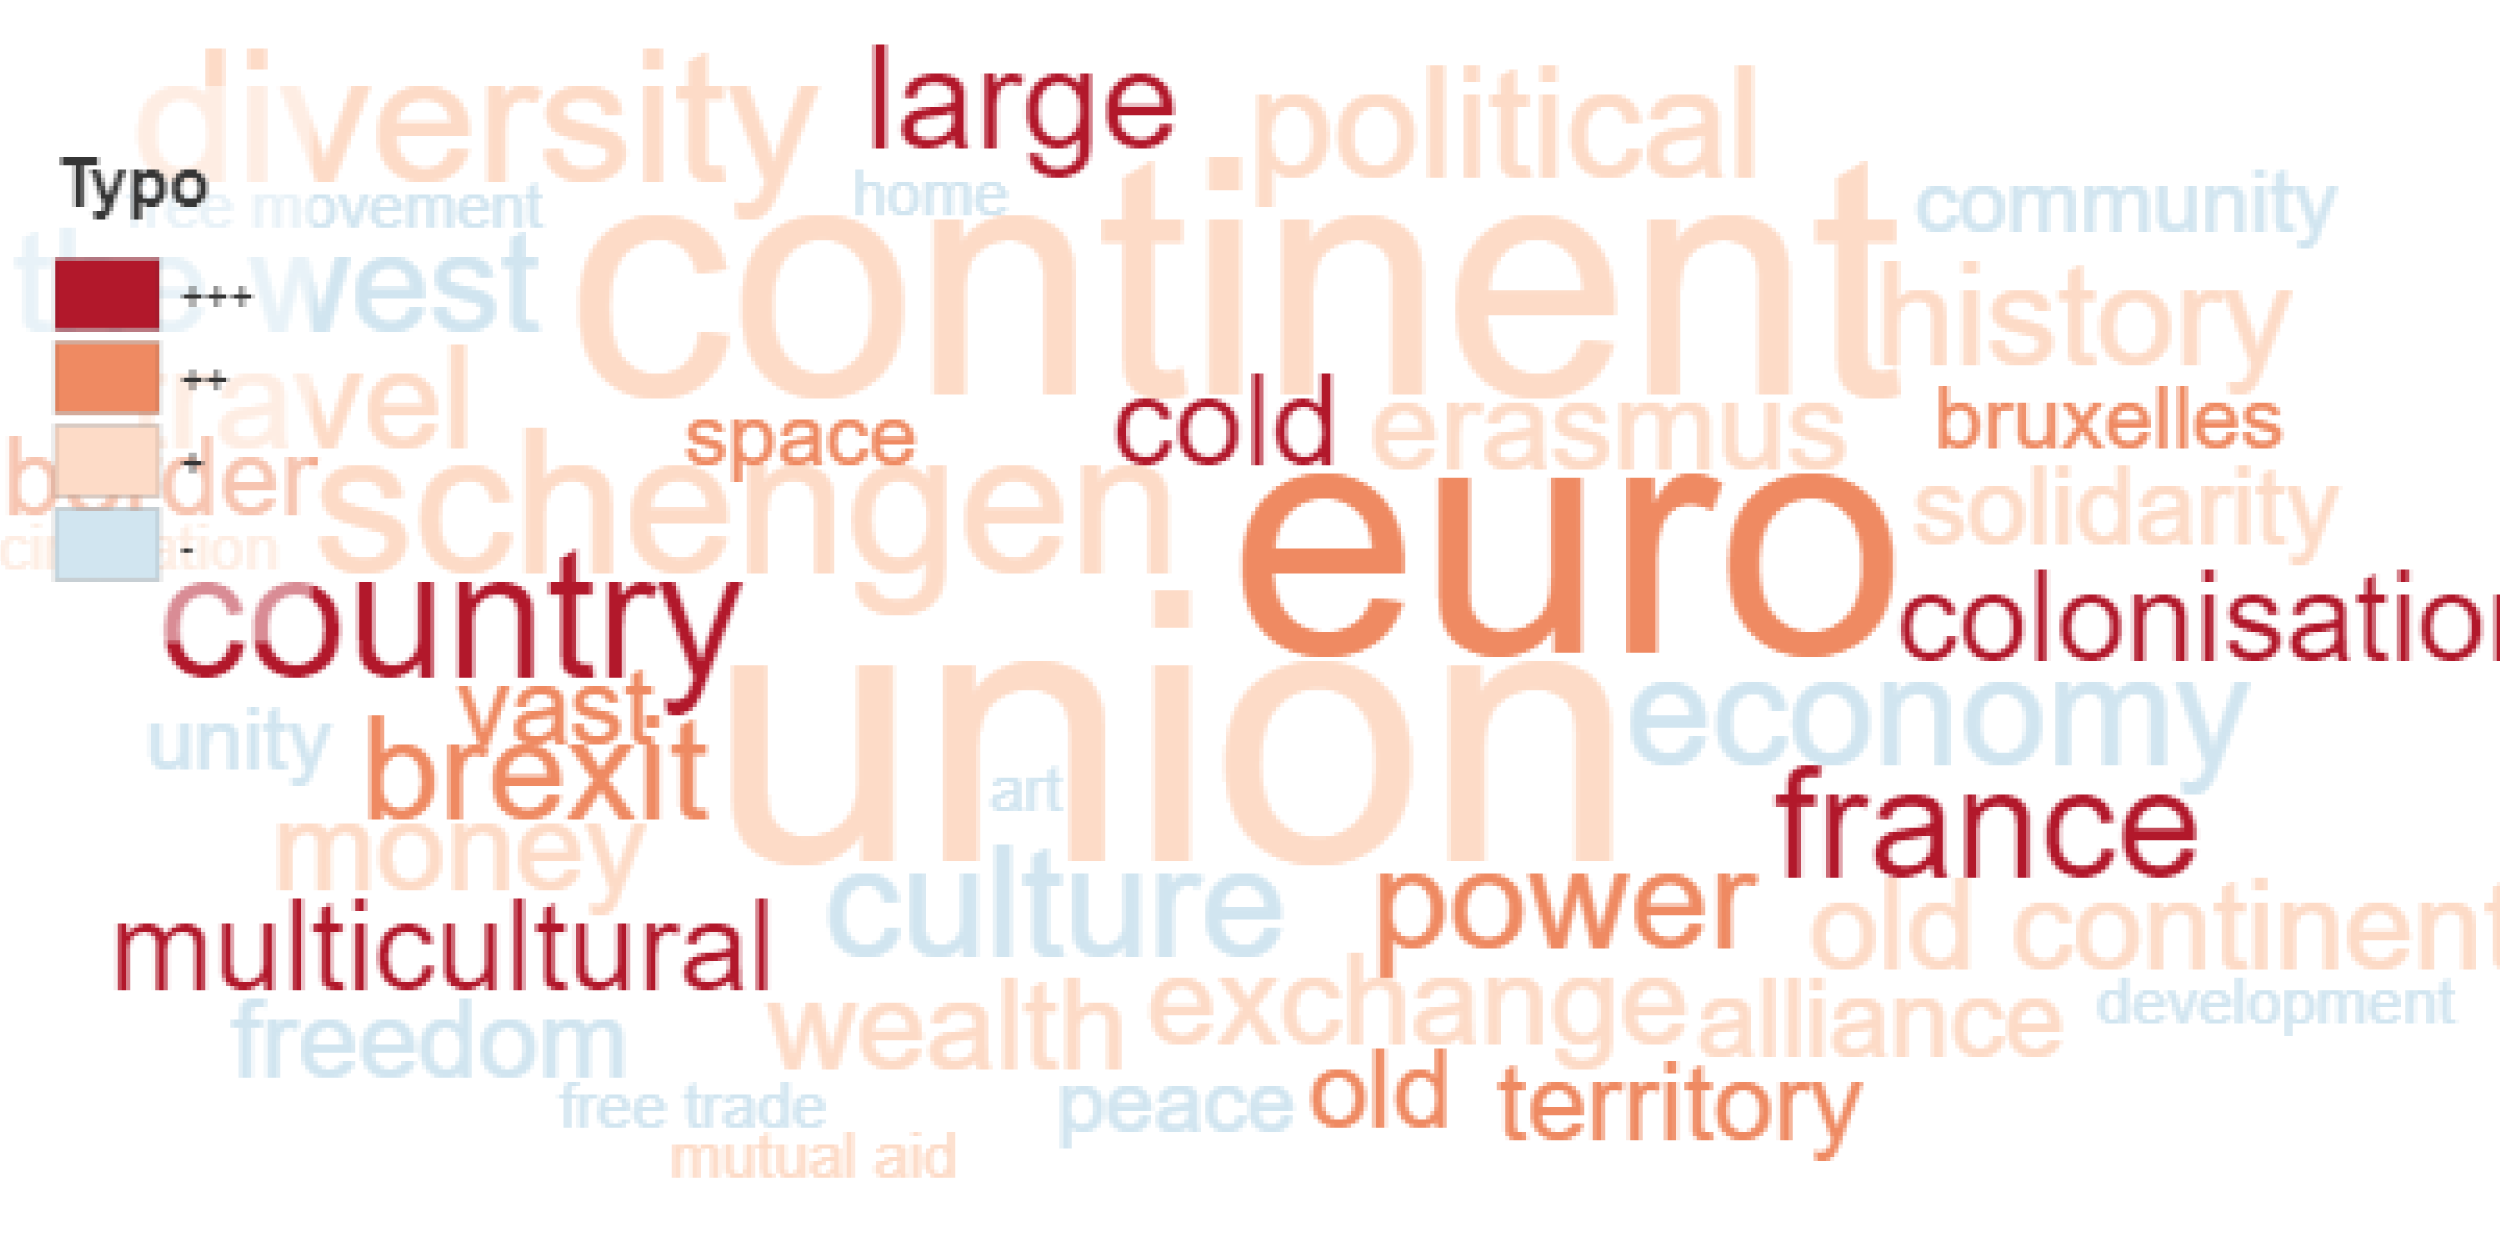 diversity large political
Typo
free movement home community
the west continent history
+++
travel
++
space cold erasmus bruxelles
border schengen euro solidarity
+
-
country colonisation
vast union economy
unity brexit art france
money culture power
multicultural old continent
freedom wealth exchange alliance development
free trade peace old territory
mutual aid